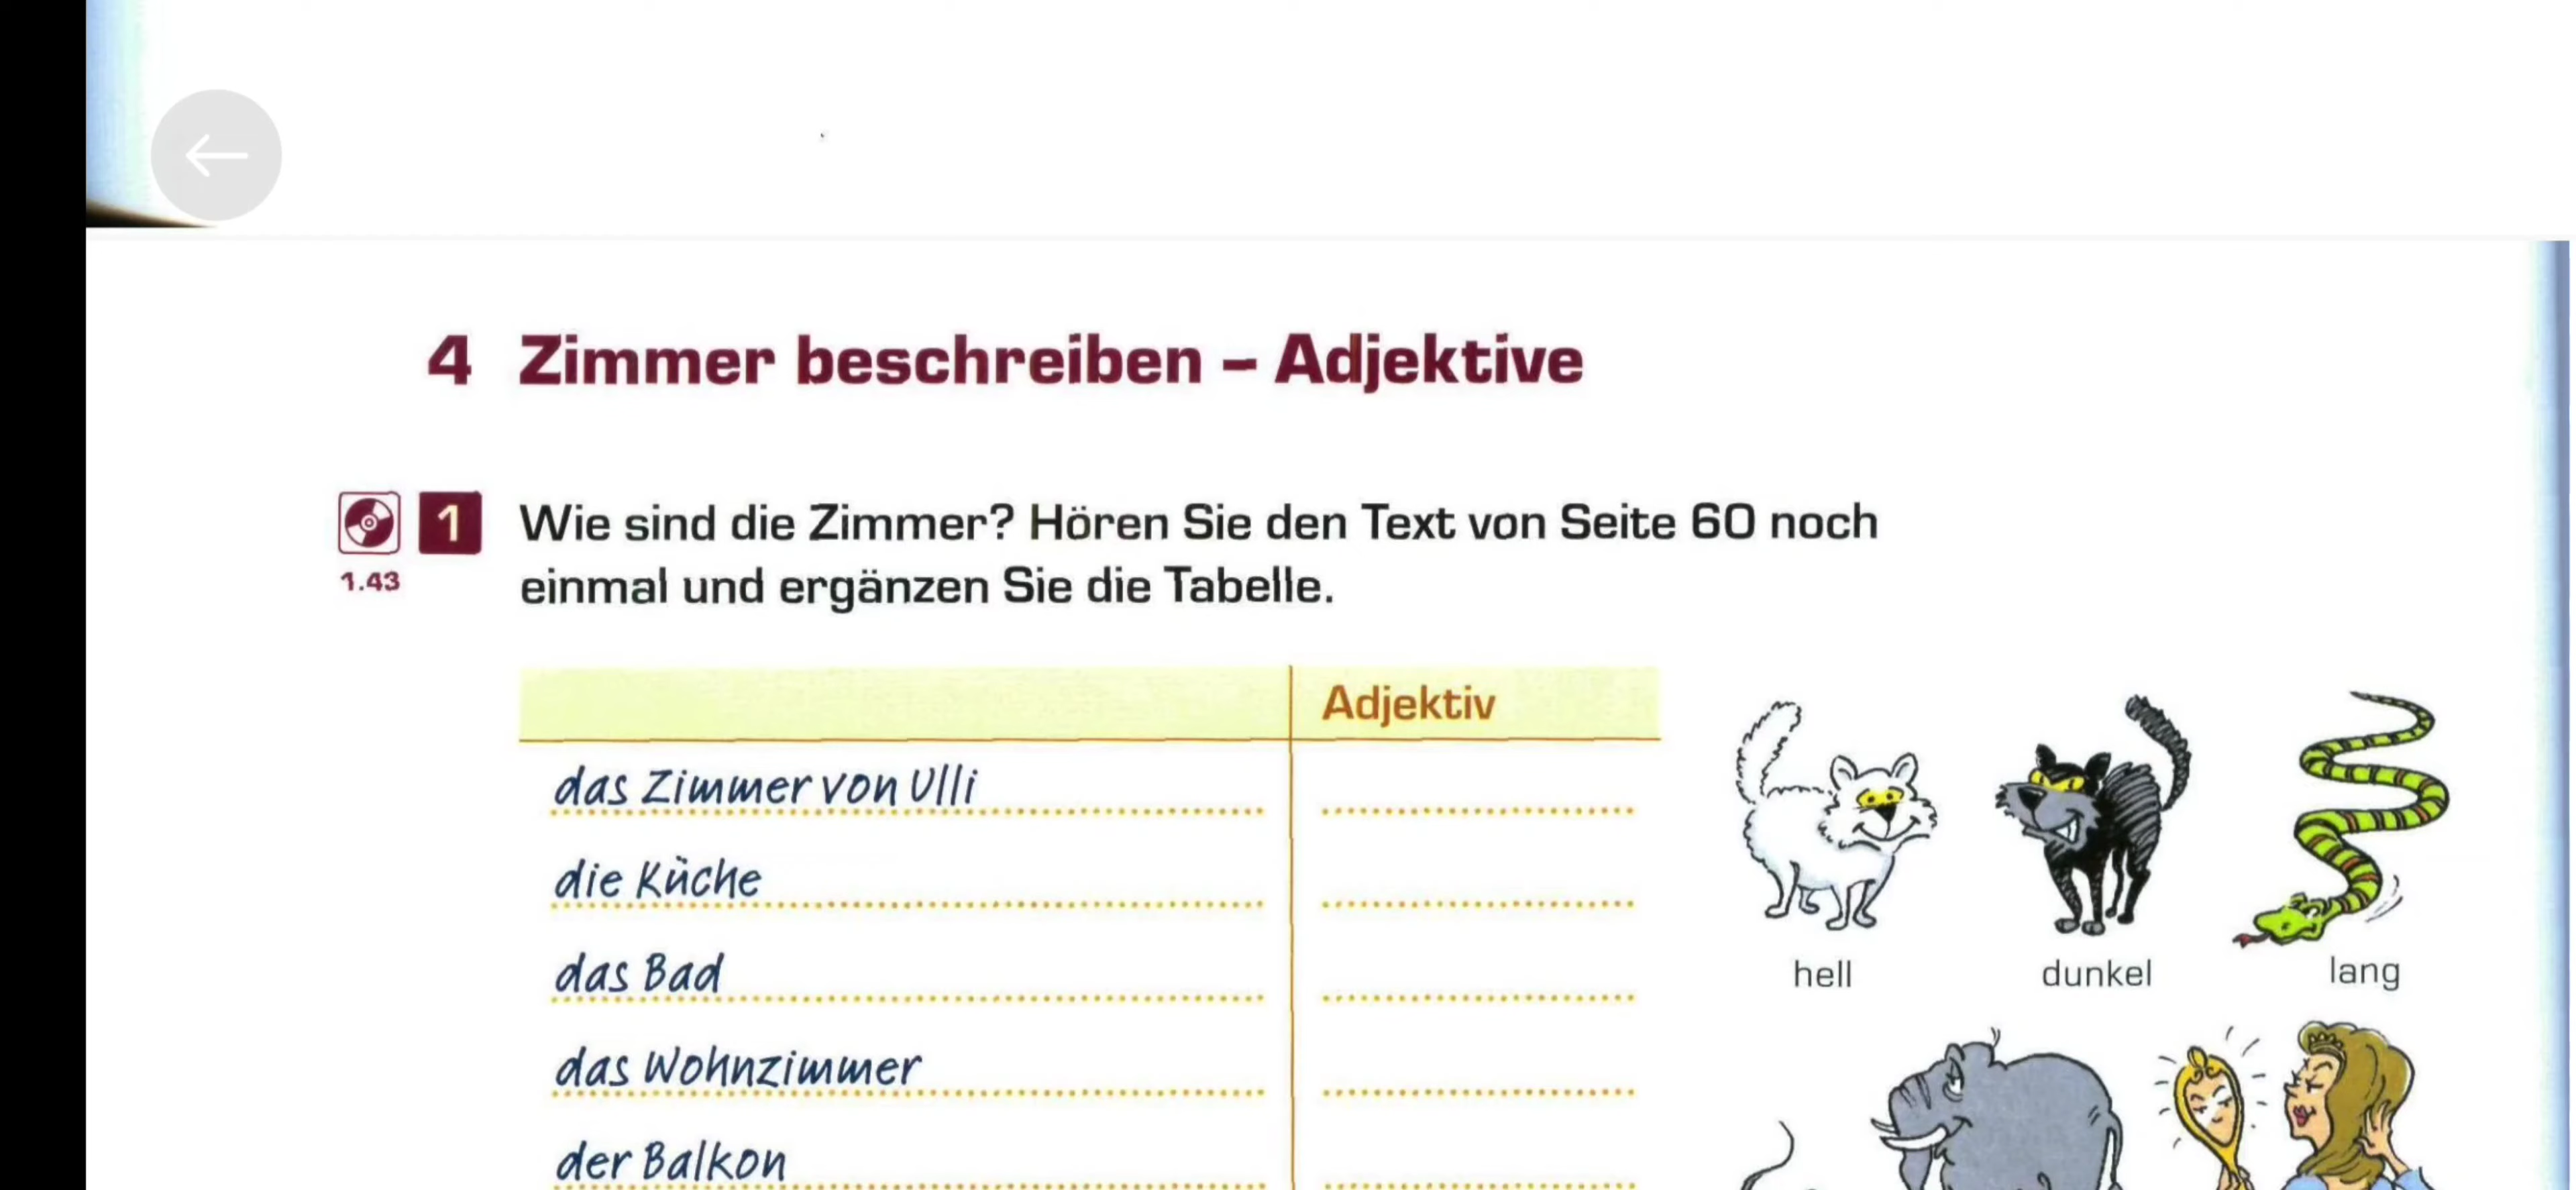 4 Zimmer beschreiben – Adjektive
1 Wie sind die Zimmer? Hören Sie den Text von Seite 60 noch
1.43 einmal und ergänzen Sie die Tabelle.
Adjektiv
das Zimmer von Ulli
die Küche
das Bad
das Wohnzimmer
der Balkon
hell dunkel lang